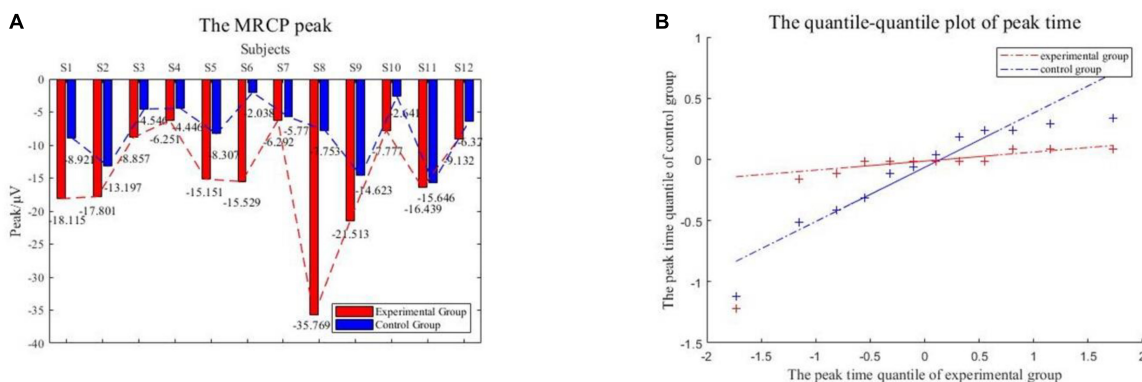 A
The MRCP peak
Subjects
S1 S2 S3 S4 S5 S6 S7 S8 S9 S10 S11 S12
0
-5
-10
-15
-20
-25
-30
-35
-40
Peak/μV
-18.115
-8.921
-17.801
-13.197
-8.857
-4.546
-6.251
-4.446
-15.151
-8.307
-15.529
-2.038
-6.292
-5.77
-35.769
-7.753
-21.513
-14.623
-7.777
-2.641
-16.439
-15.646
-9.132
-6.32
Experimental Group
Control Group
B
The quantile-quantile plot of peak time
1
0.5
0
-0.5
-1
-1.5
The peak time quantile of control group
experimental group
control group
-2 -1.5 -1 -0.5 0 0.5 1 1.5 2
The peak time quantile of experimental group